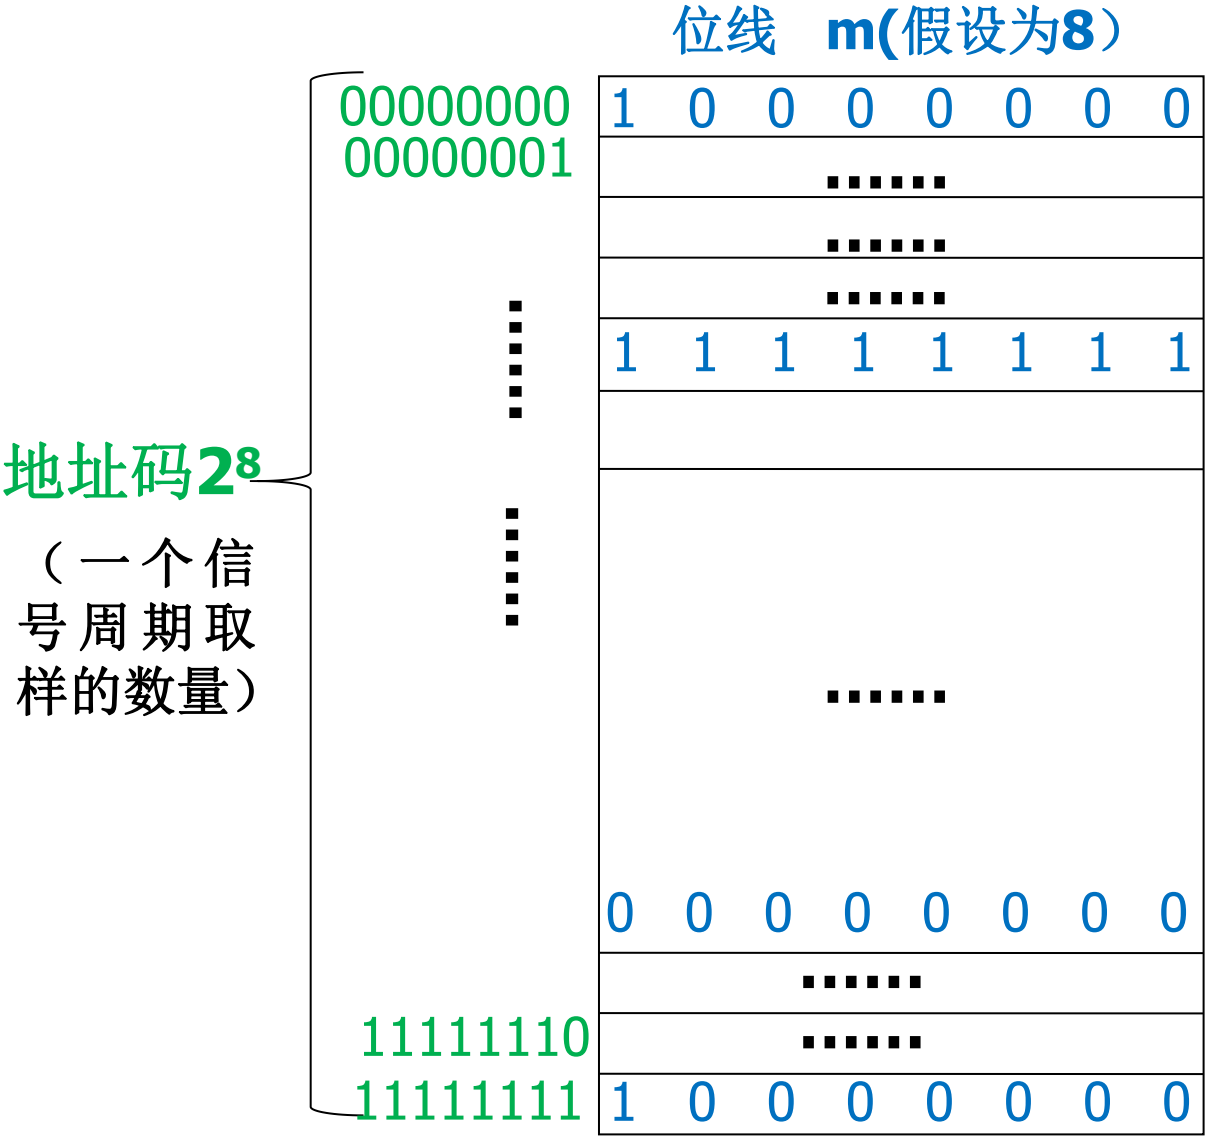 位线 m(假设为8）
00000000 1 0 0 0 0 0 0 0
00000001 ......
......
......
......
1 1 1 1 1 1 1 1
地址码2⁸
（一个信
号周期取
样的数量）
......
......
0 0 0 0 0 0 0 0
......
11111110 ......
11111111 1 0 0 0 0 0 0 0